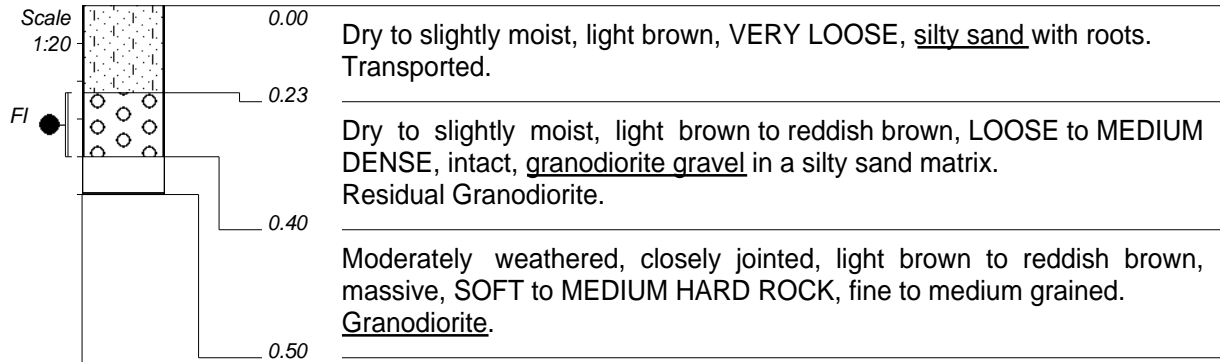 Scale
1:20
0.00
Dry to slightly moist, light brown, VERY LOOSE, silty sand with roots.
Transported.
0.23
FI
Dry to slightly moist, light brown to reddish brown, LOOSE to MEDIUM
DENSE, intact, granodiorite gravel in a silty sand matrix.
Residual Granodiorite.
0.40
Moderately weathered, closely jointed, light brown to reddish brown,
massive, SOFT to MEDIUM HARD ROCK, fine to medium grained.
Granodiorite.
0.50